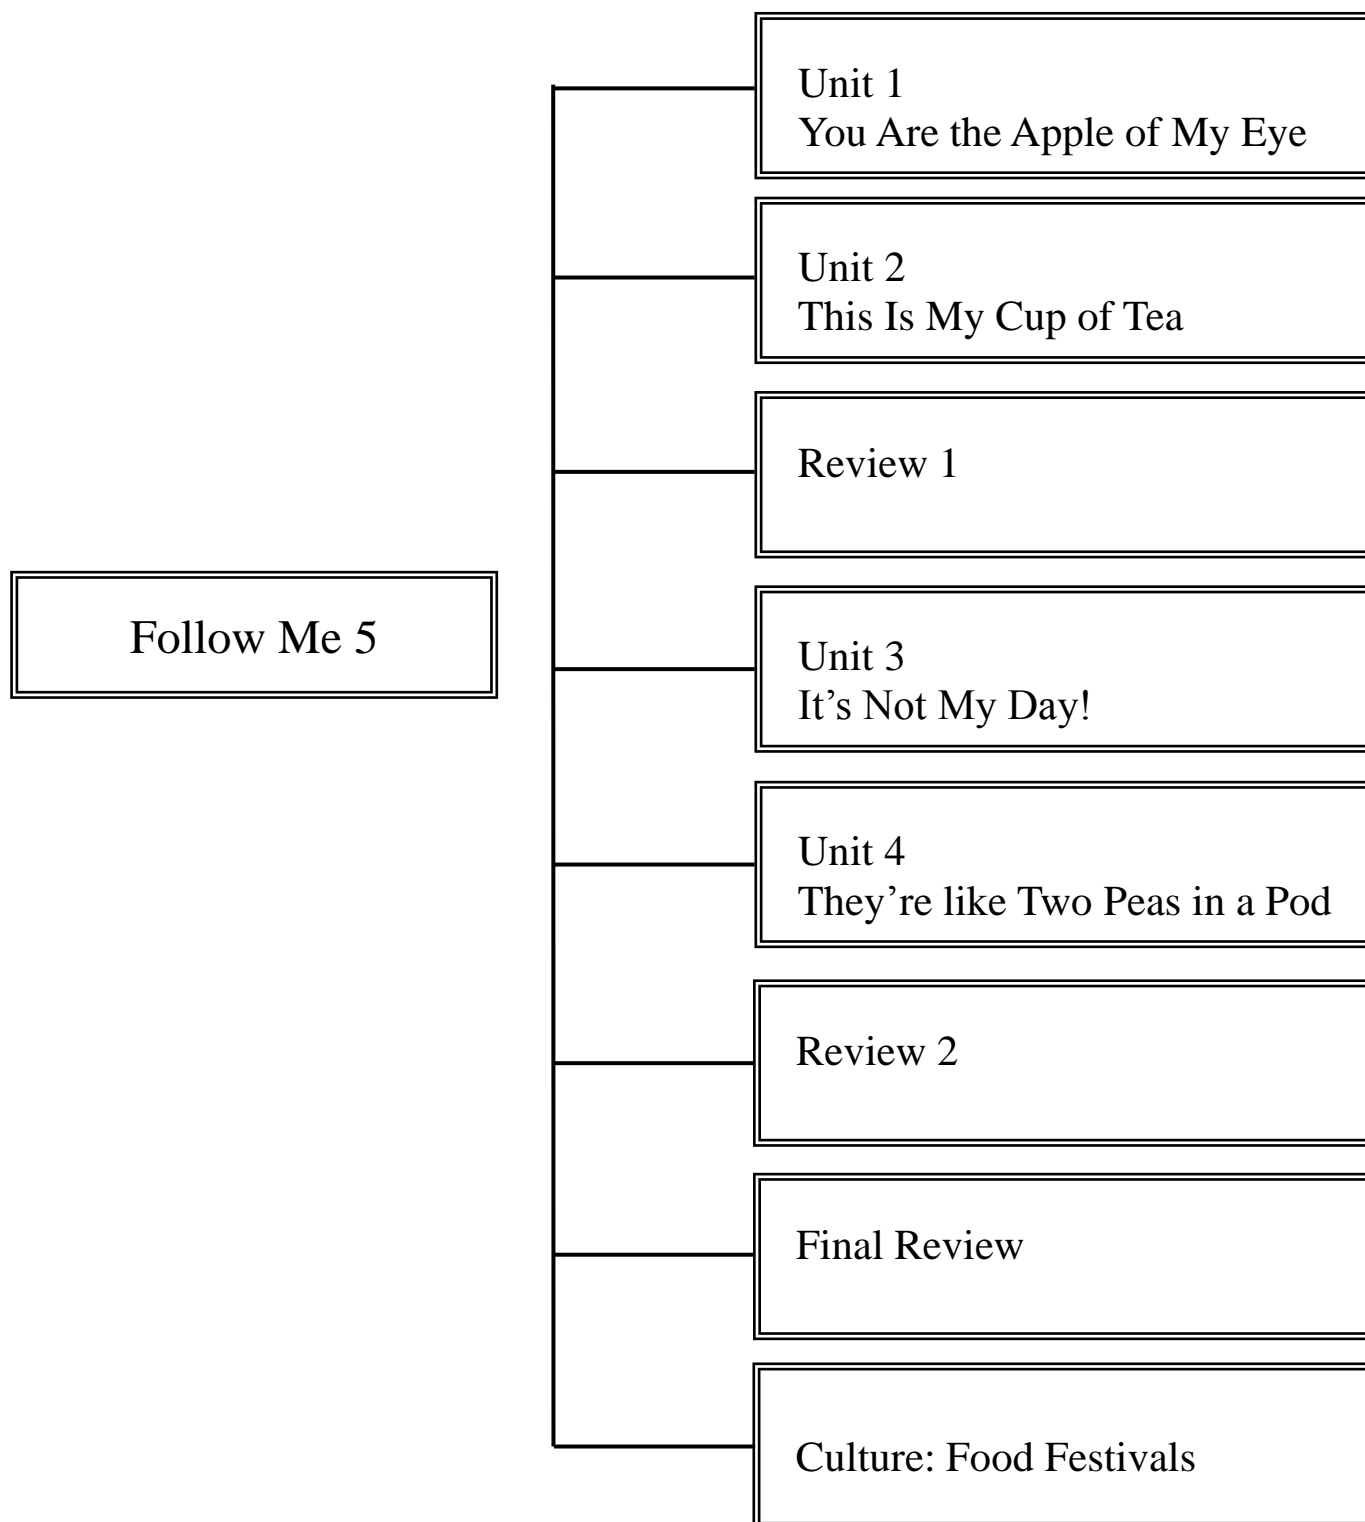 Follow Me 5
Unit 1
You Are the Apple of My Eye
Unit 2
This Is My Cup of Tea
Review 1
Unit 3
It’s Not My Day!
Unit 4
They’re like Two Peas in a Pod
Review 2
Final Review
Culture: Food Festivals